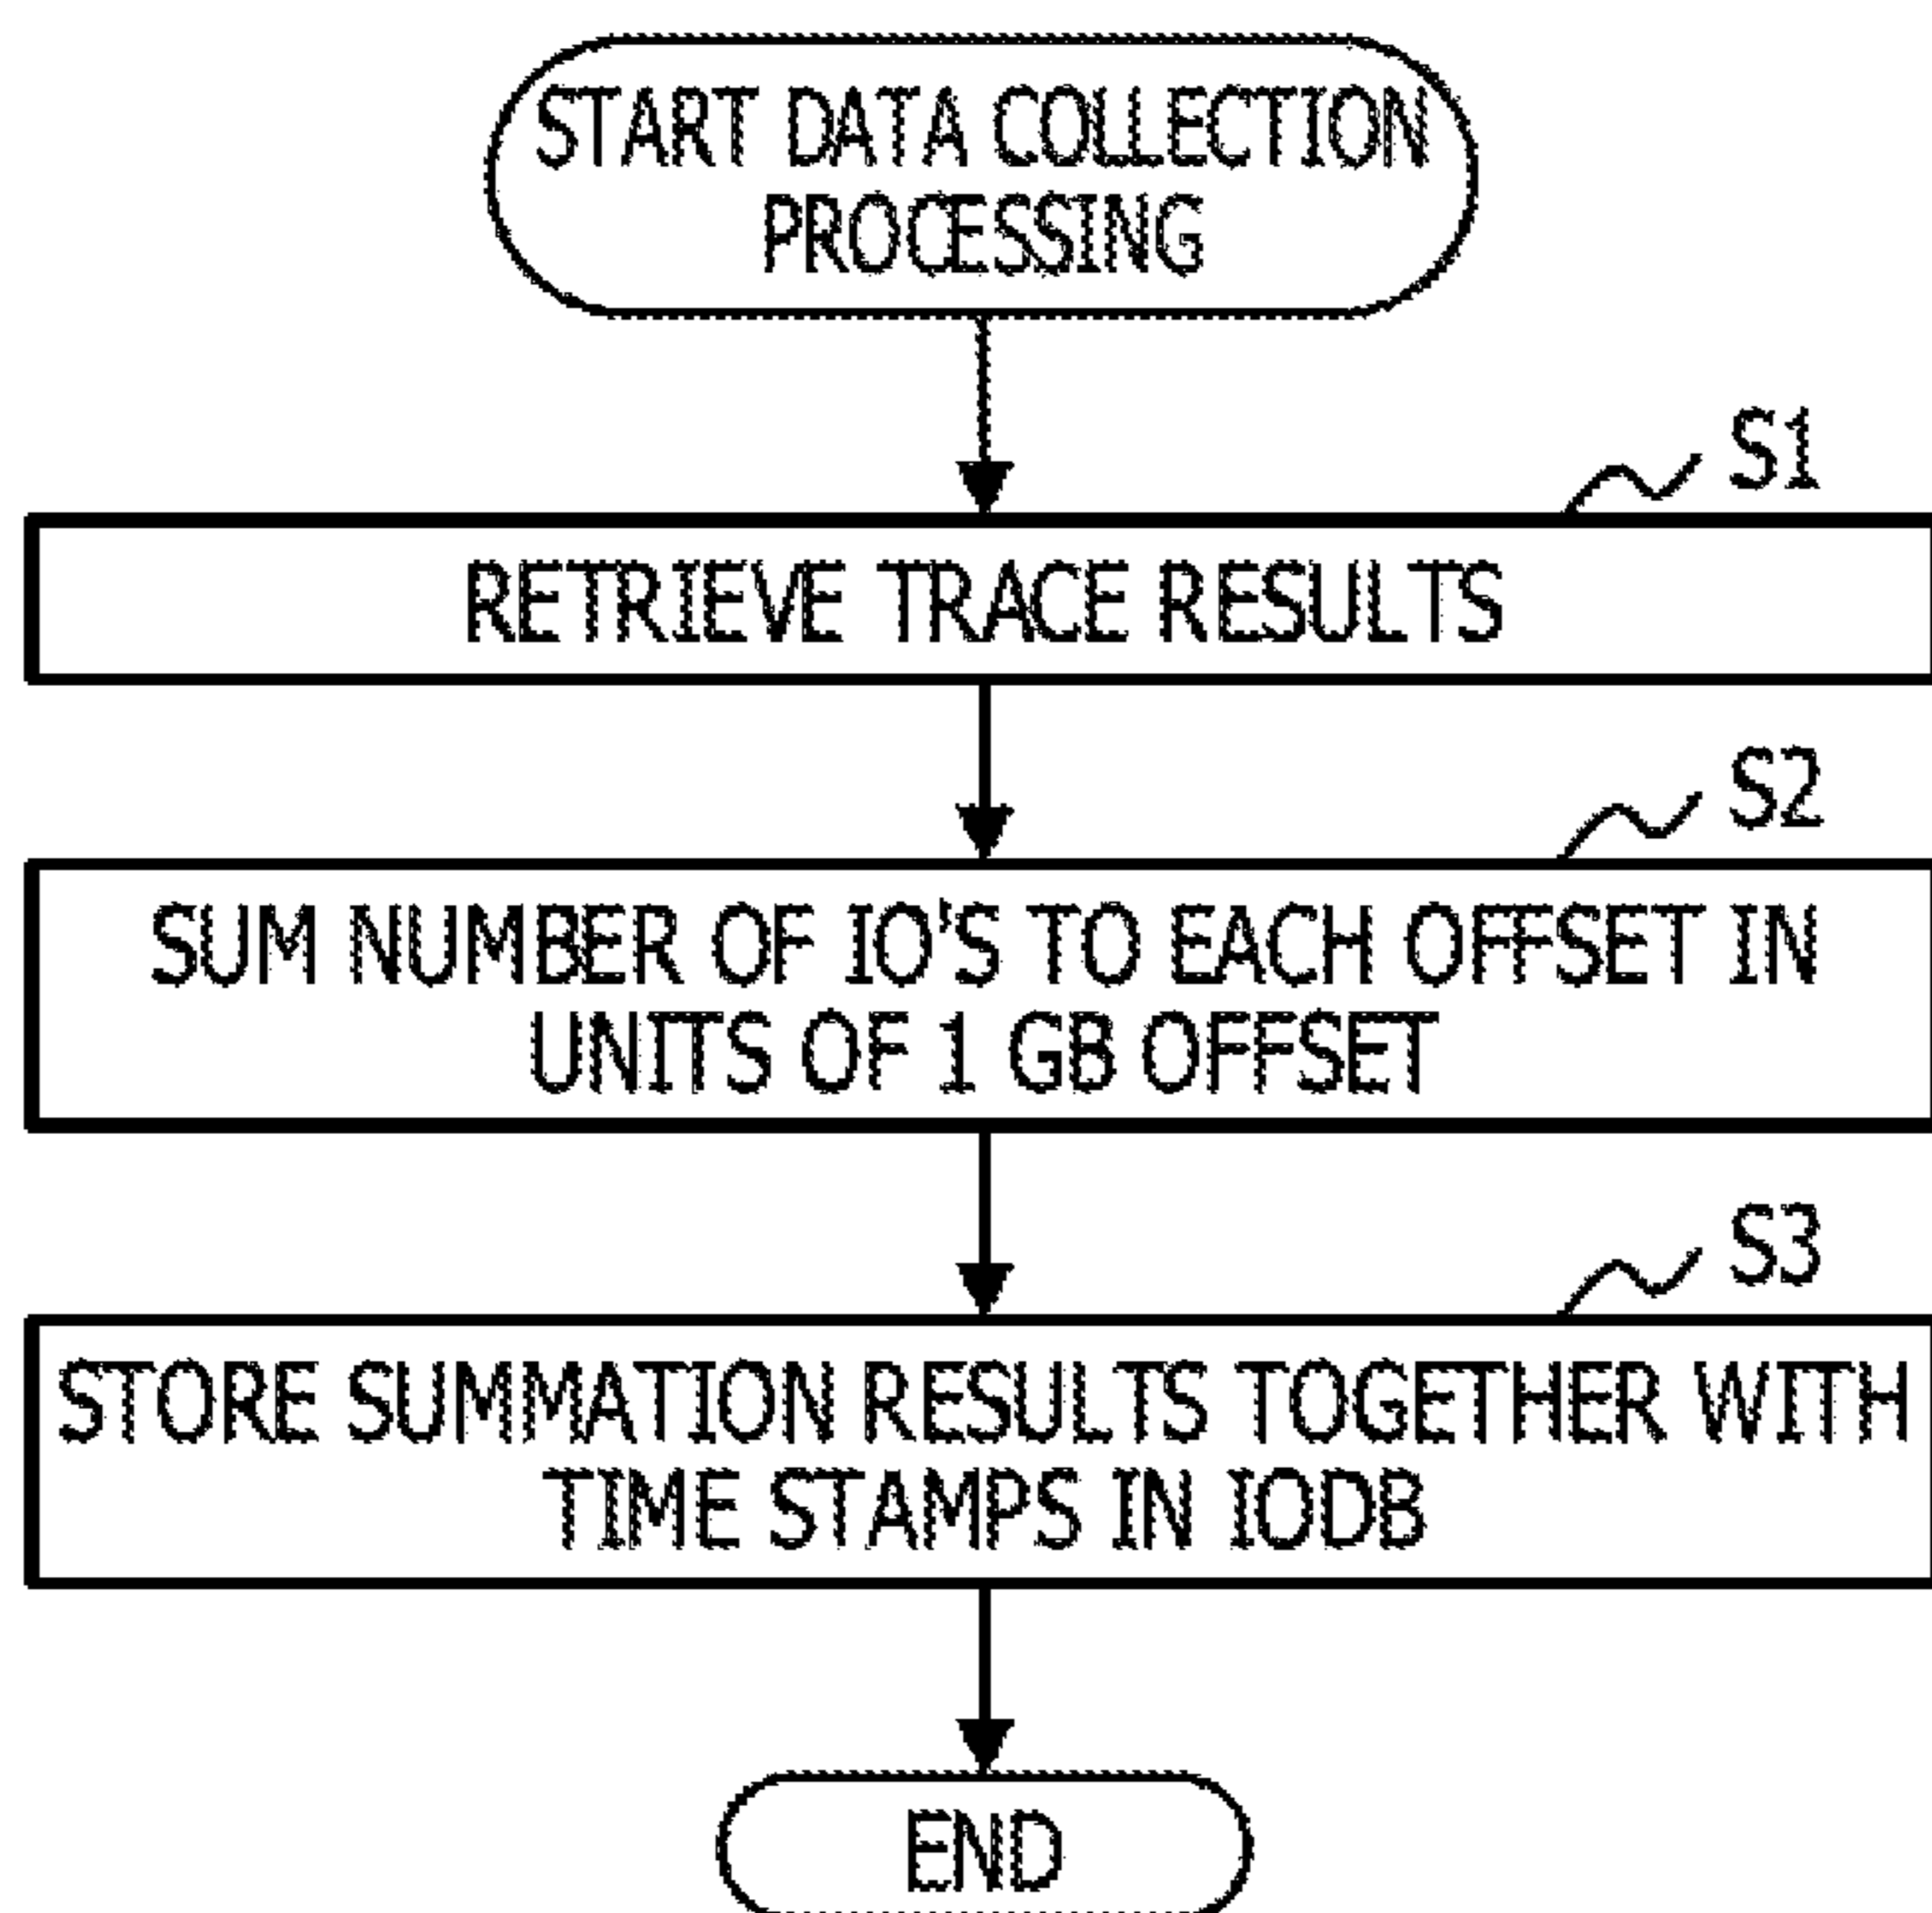 START DATA COLLECTION
PROCESSING
S1
RETRIEVE TRACE RESULTS
S2
SUM NUMBER OF IO'S TO EACH OFFSET IN
UNITS OF 1 GB OFFSET
S3
STORE SUMMATION RESULTS TOGETHER WITH
TIME STAMPS IN IODB
END